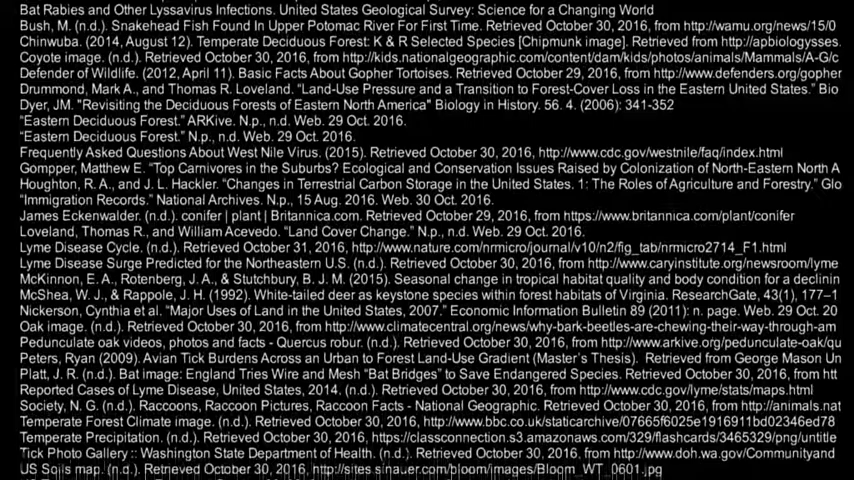 Bat Rabies and Other Lyssavirus Infections. United States Geological Survey: Science for a Changing World
Bush, M. (n.d.). Snakehead Fish Found In Upper Potomac River For First Time. Retrieved October 30, 2016, from http://wamu.org/news/15/0
Chinwuba. (2014, August 12). Temperate Deciduous Forest: K & R Selected Species [Chipmunk image]. Retrieved from http://apbiologysses.
Coyote image. (n.d.). Retrieved October 30, 2016, from http://kids.nationalgeographic.com/content/dam/kids/photos/animals/Mammals/A-G/c
Defender of Wildlife. (2012, April 11). Basic Facts About Gopher Tortoises. Retrieved October 29, 2016, from http://www.defenders.org/gopher
Drummond, Mark A., and Thomas R. Loveland. “Land-Use Pressure and a Transition to Forest-Cover Loss in the Eastern United States.” Bio
Dyer, JM. "Revisiting the Deciduous Forests of Eastern North America" Biology in History. 56. 4. (2006): 341-352
“Eastern Deciduous Forest.” ARKive. N.p., n.d. Web. 29 Oct. 2016.
“Eastern Deciduous Forest.” N.p., n.d. Web. 29 Oct. 2016.
Frequently Asked Questions About West Nile Virus. (2015). Retrieved October 30, 2016, http://www.cdc.gov/westnile/faq/index.html
Gompper, Matthew E. “Top Carnivores in the Suburbs? Ecological and Conservation Issues Raised by Colonization of North-Eastern North A
Houghton, R. A., and J. L. Hackler. “Changes in Terrestrial Carbon Storage in the United States. 1: The Roles of Agriculture and Forestry.” Glo
“Immigration Records.” National Archives. N.p., 15 Aug. 2016. Web. 30 Oct. 2016.
James Eckenwalder. (n.d.). conifer | plant | Britannica.com. Retrieved October 29, 2016, from https://www.britannica.com/plant/conifer
Loveland, Thomas R., and William Acevedo. “Land Cover Change.” N.p., n.d. Web. 29 Oct. 2016.
Lyme Disease Cycle. (n.d.). Retrieved October 31, 2016, http://www.nature.com/nrmicro/journal/v10/n2/fig_tab/nrmicro2714_F1.html
Lyme Disease Surge Predicted for the Northeastern U.S. (n.d.). Retrieved October 30, 2016, from http://www.caryinstitute.org/newsroom/lyme
McKinnon, E. A., Rotenberg, J. A., & Stutchbury, B. J. M. (2015). Seasonal change in tropical habitat quality and body condition for a declinin
McShea, W. J., & Rappole, J. H. (1992). White-tailed deer as keystone species within forest habitats of Virginia. ResearchGate, 43(1), 177–1
Nickerson, Cynthia et al. “Major Uses of Land in the United States, 2007.” Economic Information Bulletin 89 (2011): n. page. Web. 29 Oct. 20
Oak image. (n.d.). Retrieved October 30, 2016 from http://www.climatecentral.org/news/why-bark-beetles-are-chewing-their-way-through-am
Pedunculate oak videos, photos and facts - Quercus robur. (n.d.). Retrieved October 30, 2016, from http://www.arkive.org/pedunculate-oak/qu
Peters, Ryan (2009). Avian Tick Burdens Across an Urban to Forest Land-Use Gradient (Master’s Thesis). Retrieved from George Mason Un
Platt, J. R. (n.d.). Bat image: England Tries Wire and Mesh “Bat Bridges” to Save Endangered Species. Retrieved October 30, 2016, from htt
Reported Cases of Lyme Disease, United States, 2014. (n.d.). Retrieved October 30, 2016, from http://www.cdc.gov/lyme/stats/maps.html
Society, N. G. (n.d.). Raccoons, Raccoon Pictures, Raccoon Facts - National Geographic. Retrieved October 30, 2016, from http://animals.nat
Temperate Forest Climate image. (n.d.). Retrieved October 30, 2016, http://www.bbc.co.uk/staticarchive/07665f6025e1916911bd02346ed78
Temperate Precipitation. (n.d.). Retrieved October 30, 2016, https://classconnection.s3.amazonaws.com/329/flashcards/3465329/png/untitle
Tick Photo Gallery :: Washington State Department of Health. (n.d.). Retrieved October 30, 2016, from http://www.doh.wa.gov/Communityand
US Soils map. (n.d.). Retrieved October 30, 2016, http://sites.sinauer.com/bloom/images/Bloom_WT_0601.jpg